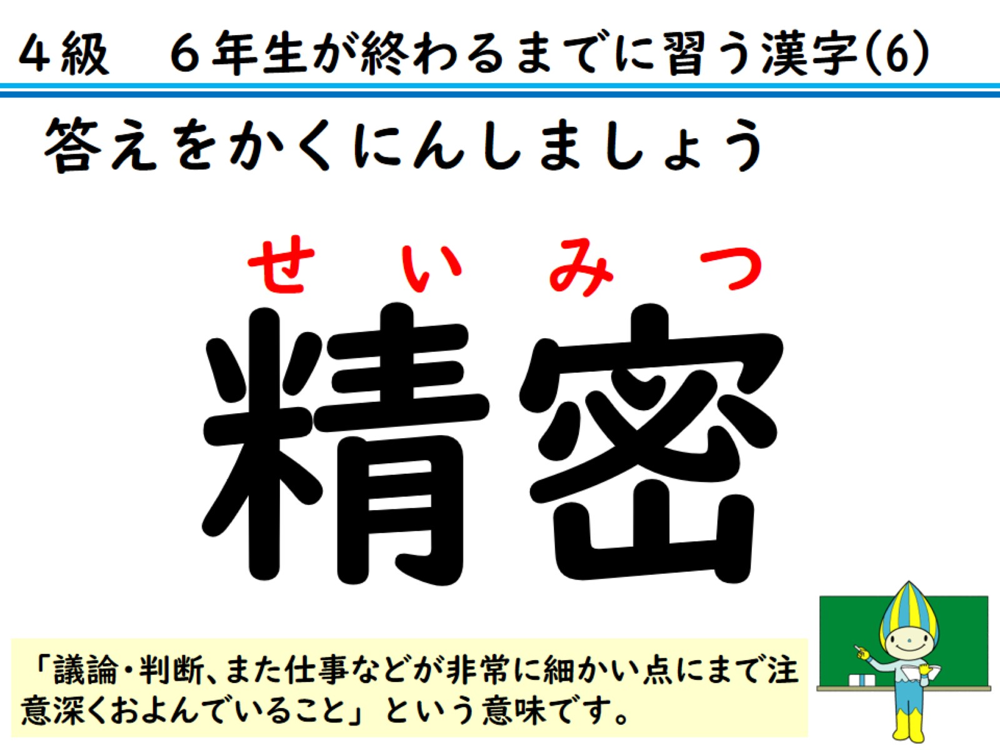 ４級　６年生が終わるまでに習う漢字(6)
答えをかくにんしましょう
せいみつ
精密
「議論・判断、また仕事などが非常に細かい点にまで注
意深くおよんでいること」という意味です。